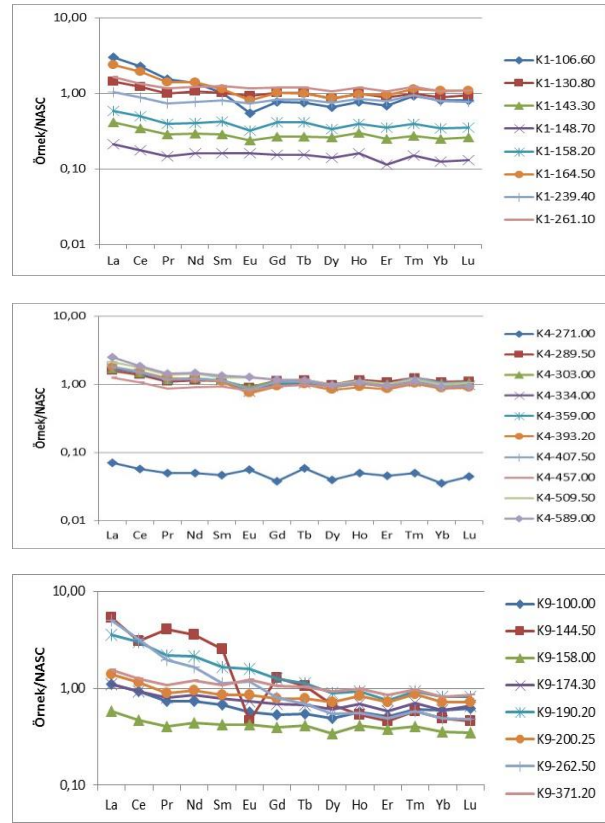 10,00
1,00
0,10
0,01
Örnek/NASC
La Ce Pr Nd Sm Eu Gd Tb Dy Ho Er Tm Yb Lu
K1-106.60
K1-130.80
K1-143.30
K1-148.70
K1-158.20
K1-164.50
K1-239.40
K1-261.10
10,00
1,00
0,10
0,01
Örnek/NASC
La Ce Pr Nd Sm Eu Gd Tb Dy Ho Er Tm Yb Lu
K4-271.00
K4-289.50
K4-303.00
K4-334.00
K4-359.00
K4-393.20
K4-407.50
K4-457.00
K4-509.50
K4-589.00
10,00
1,00
0,10
Örnek/NASC
La Ce Pr Nd Sm Eu Gd Tb Dy Ho Er Tm Yb Lu
K9-100.00
K9-144.50
K9-158.00
K9-174.30
K9-190.20
K9-200.25
K9-262.50
K9-371.20